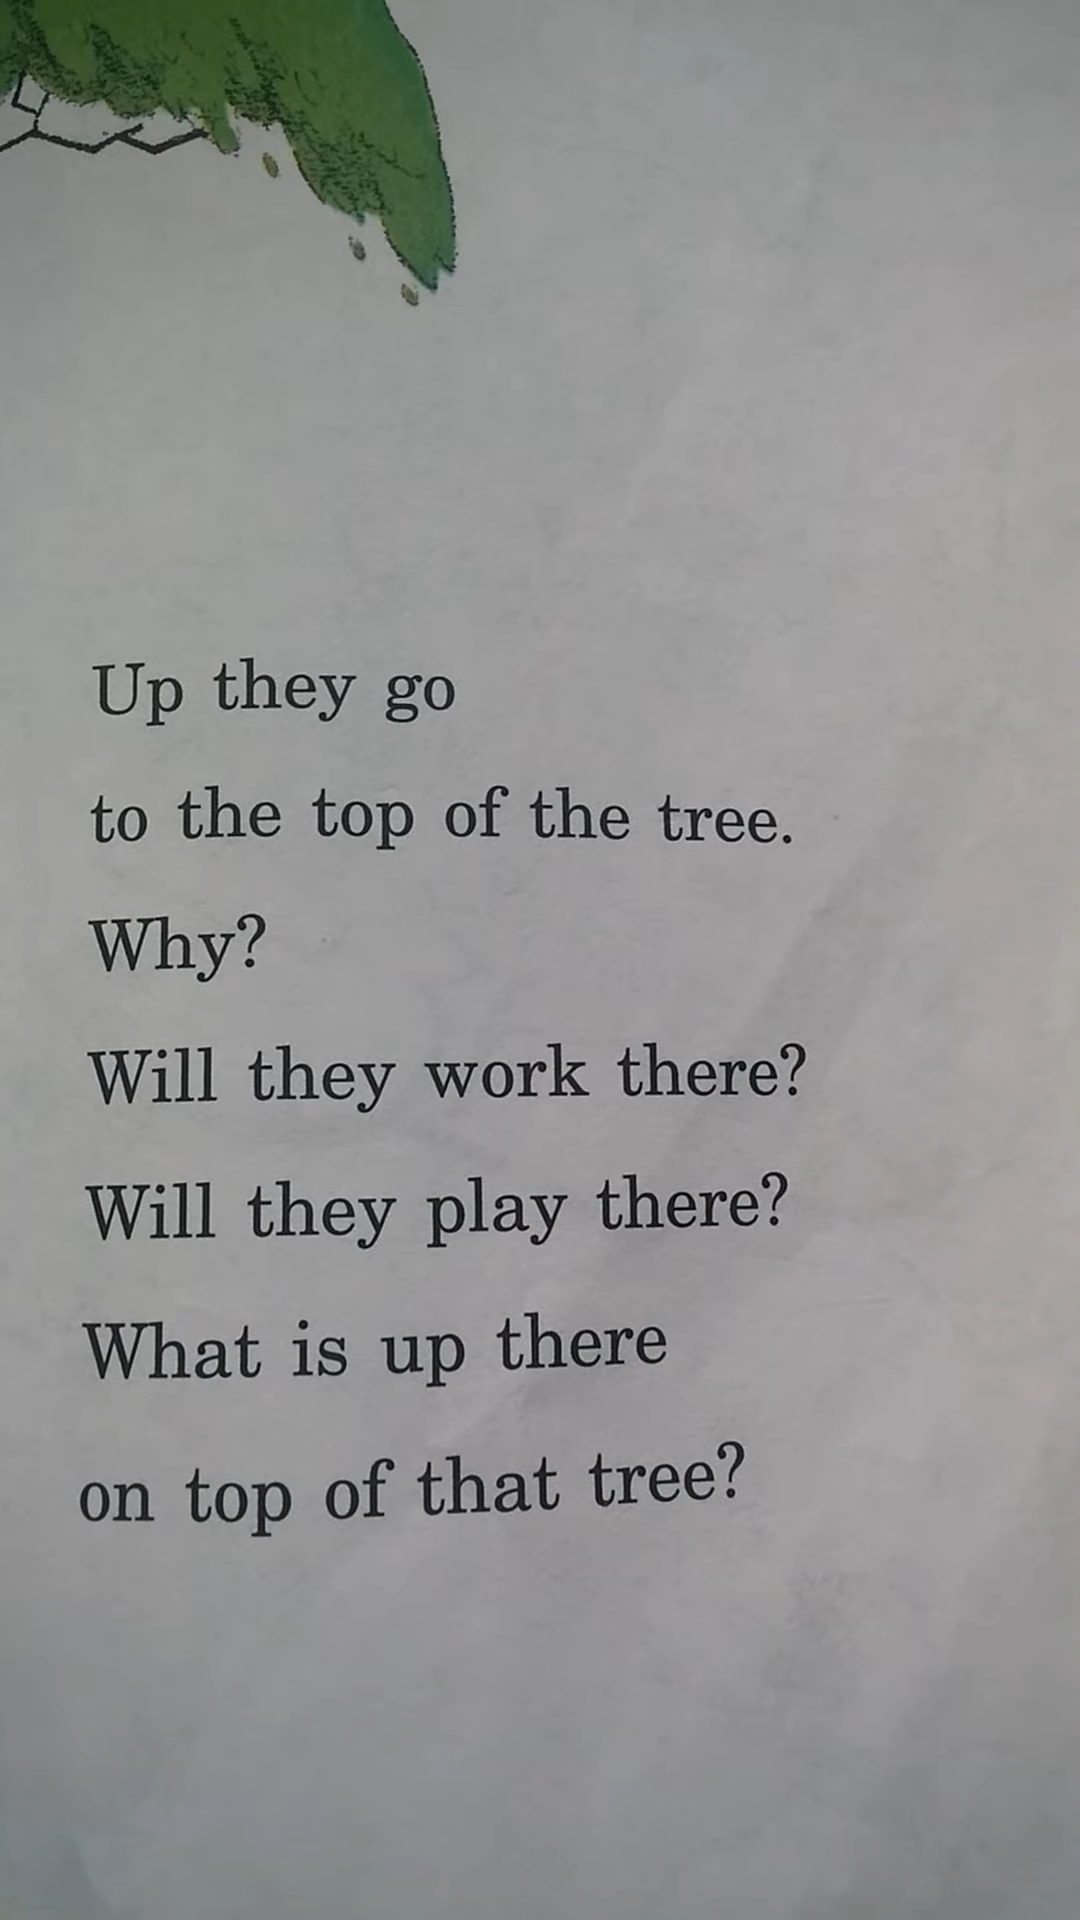 Up they go
to the top of the tree.
Why?
Will they work there?
Will they play there?
What is up there
on top of that tree?